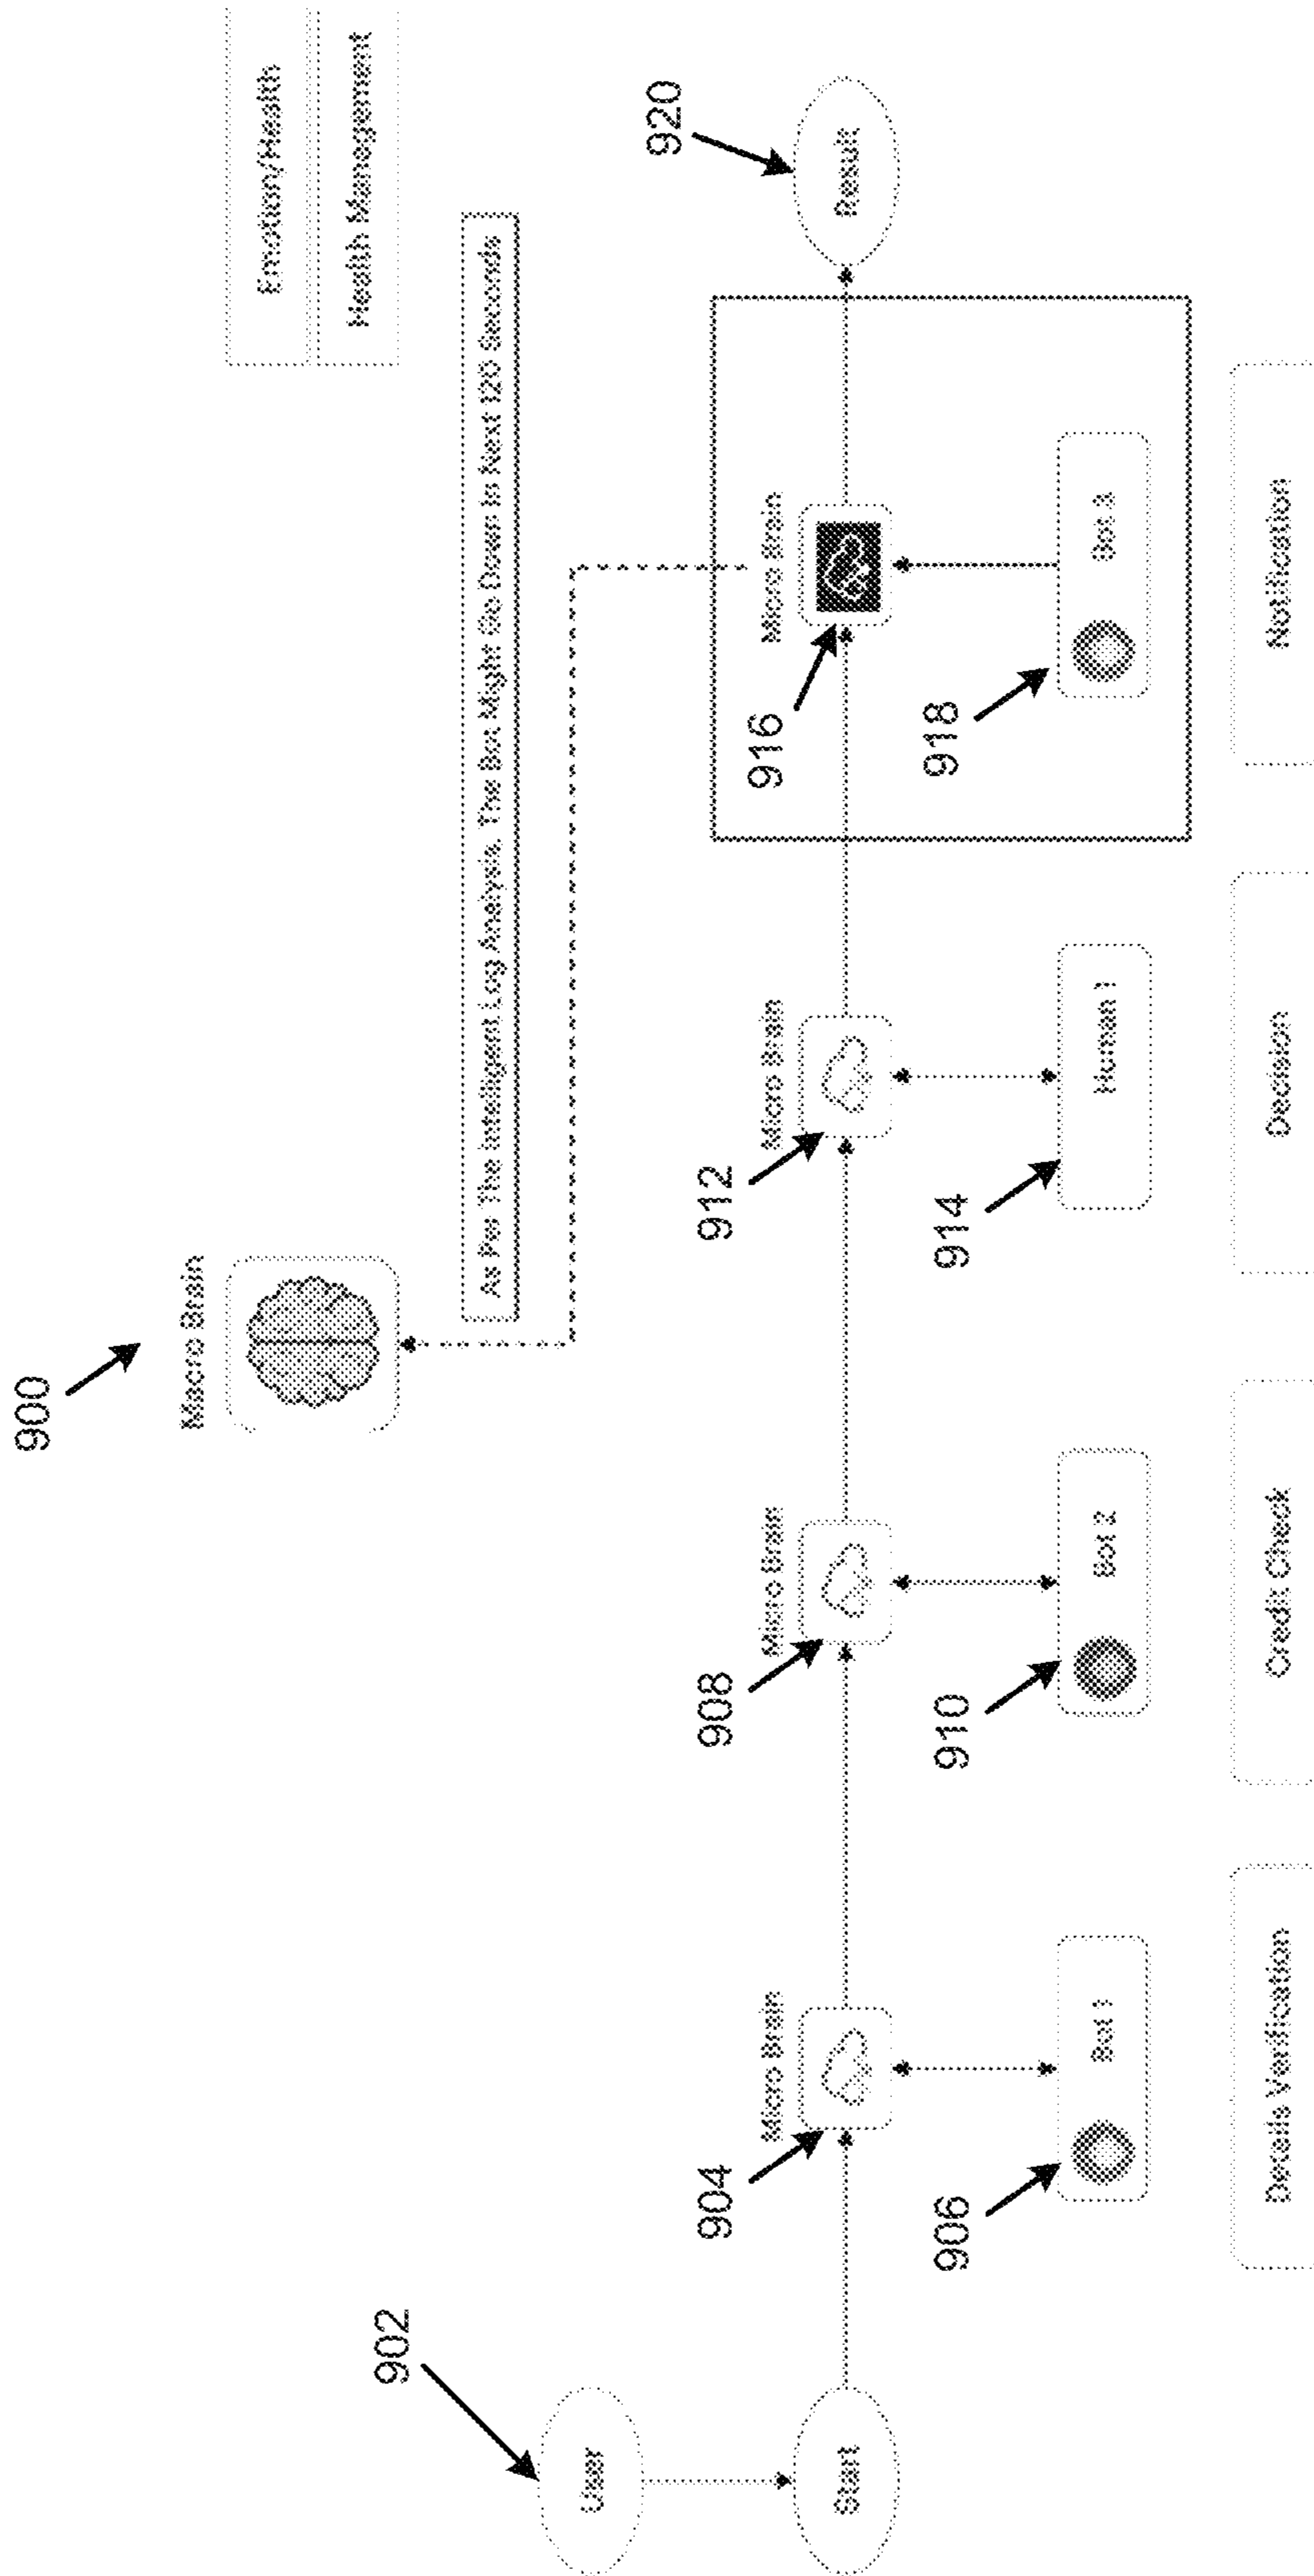 900
Macro Brain
Emotion/Health
Health Management
As Per The Intelligent Log Analysis, The Bot Might Go Down In Next 120 Seconds
902
User
Start
904
Micro Brain
908
Micro Brain
912
Micro Brain
916
Micro Brain
920
Result
906
Bot 1
910
Bot 2
914
Human 1
918
Bot 3
Details Verification
Credit Check
Decision
Notification